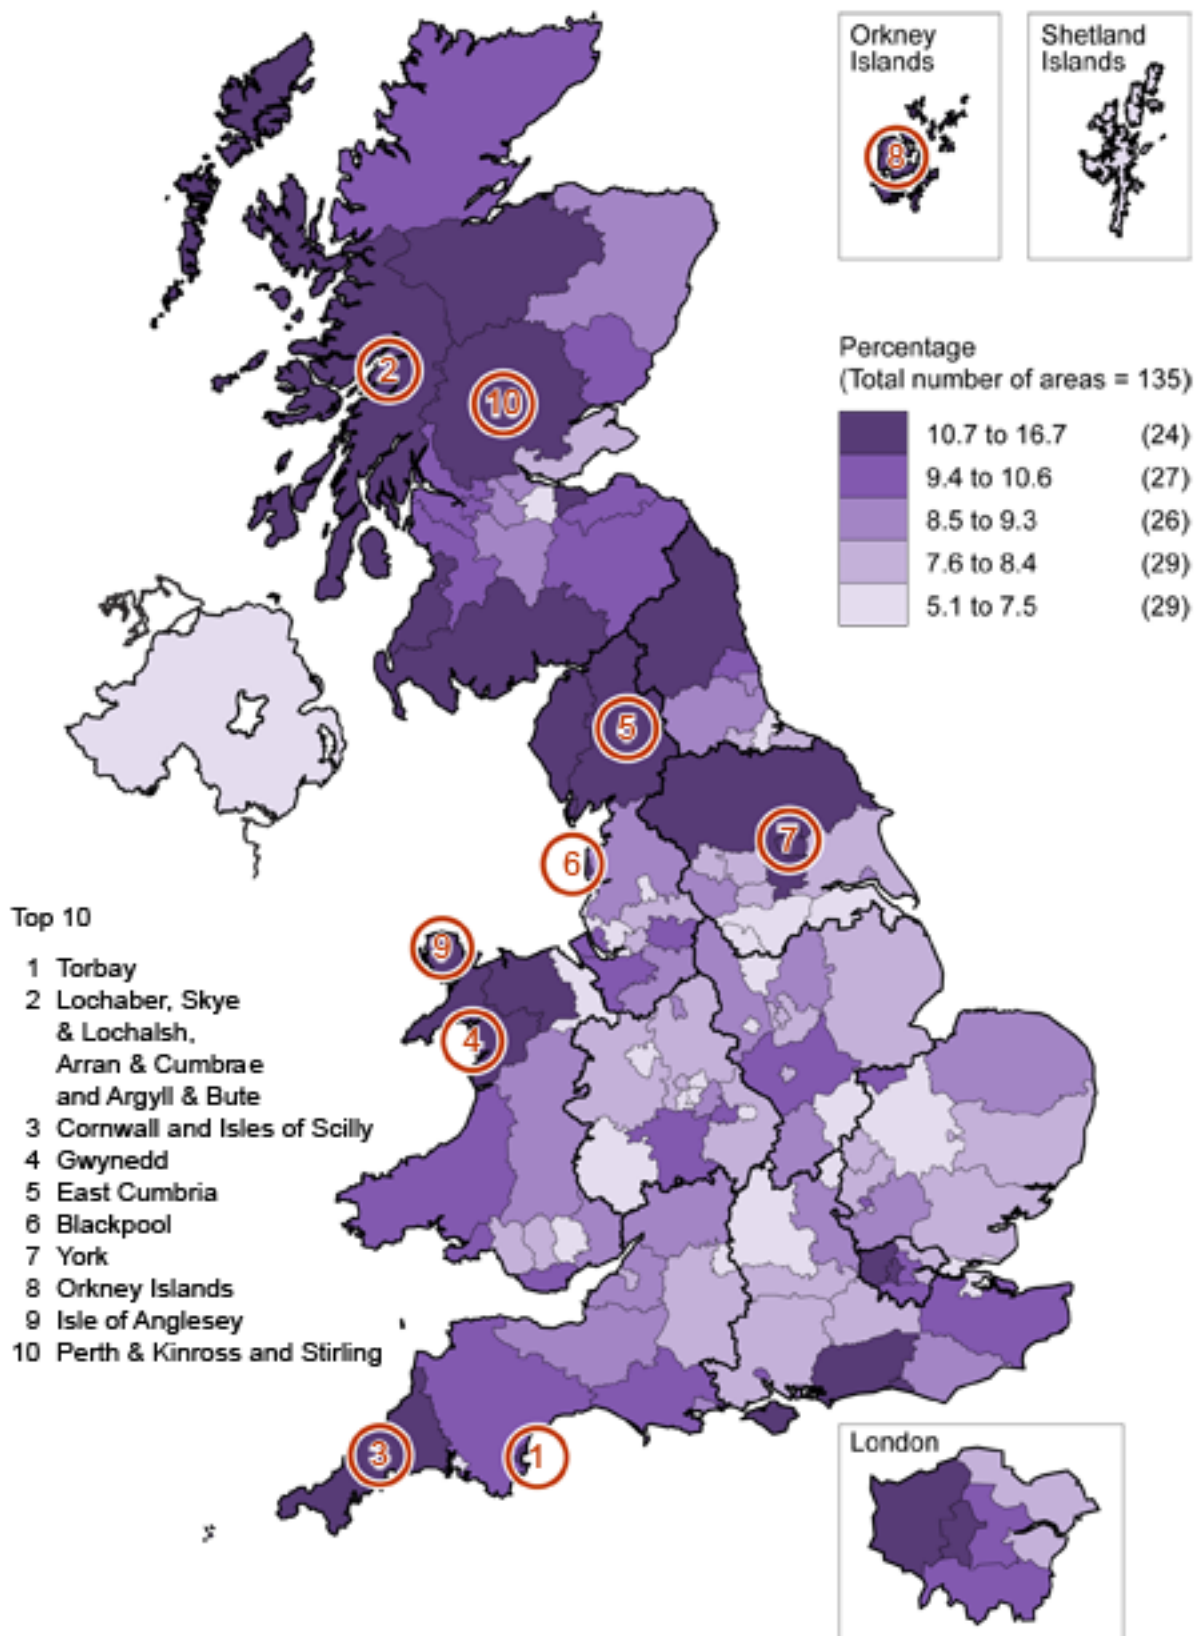 Orkney
Islands
Shetland
Islands
8
Percentage
(Total number of areas = 135)
10.7 to 16.7 (24)
9.4 to 10.6 (27)
8.5 to 9.3 (26)
7.6 to 8.4 (29)
5.1 to 7.5 (29)
2
10
5
7
6
9
4
Top 10
1 Torbay
2 Lochaber, Skye
& Lochalsh,
Arran & Cumbrae
and Argyll & Bute
3 Cornwall and Isles of Scilly
4 Gwynedd
5 East Cumbria
6 Blackpool
7 York
8 Orkney Islands
9 Isle of Anglesey
10 Perth & Kinross and Stirling
3
1
London